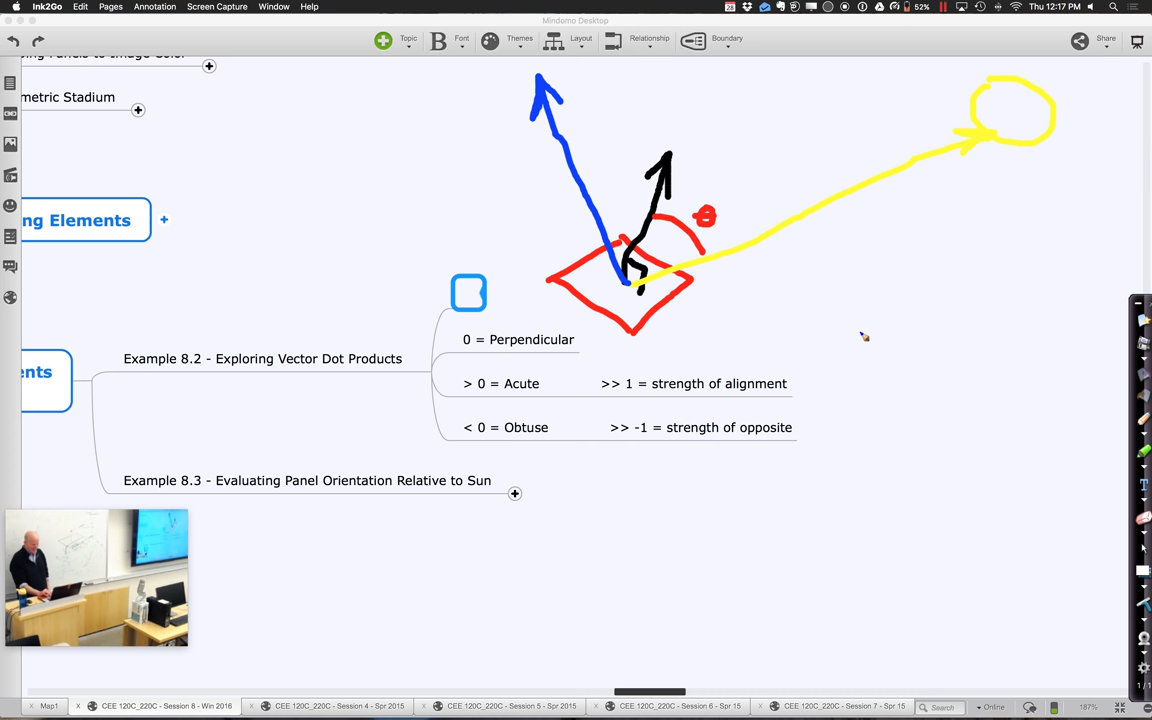 Ink2Go File Edit Pages Annotation Screen Capture Window Help 28 52% Thu 12:17 PM
Mindomo Desktop
Topic Font Themes Layout Relationship Boundary Share
metric Stadium
θ
ng Elements
0 = Perpendicular
Example 8.2 - Exploring Vector Dot Products
ents
> 0 = Acute >> 1 = strength of alignment
< 0 = Obtuse >> -1 = strength of opposite
Example 8.3 - Evaluating Panel Orientation Relative to Sun
Map1 CEE 120C_220C - Session 8 - Win 2016 CEE 120C_220C - Session 4 - Spr 2015 CEE 120C_220C - Session 5 - Spr 2015 CEE 120C_220C - Session 6 - Spr 15 CEE 120C_220C - Session 7 - Spr 15 Search Online 187%